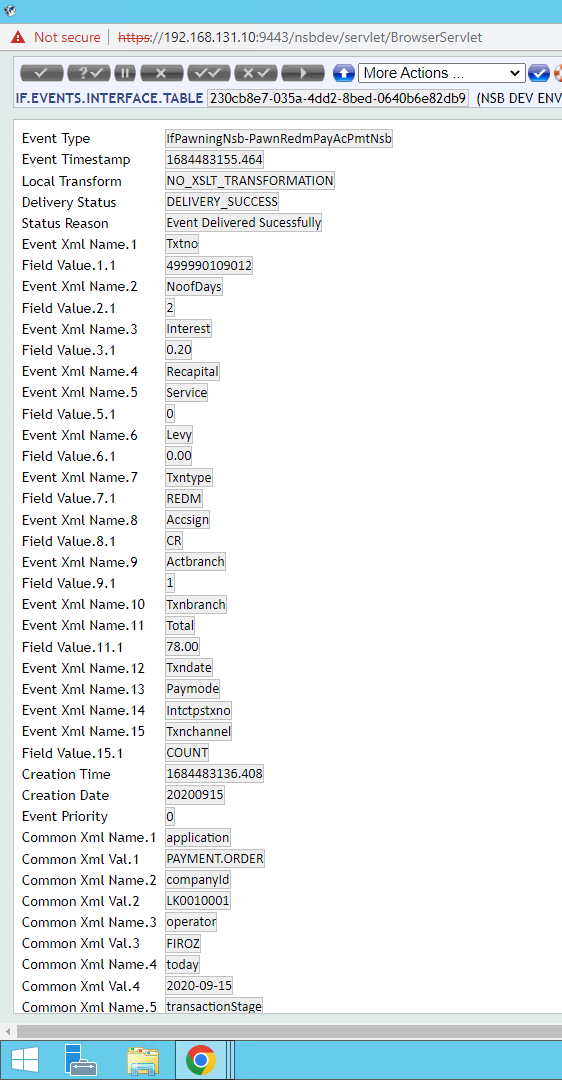 Not secure | https://192.168.131.10:9443/nsbdev/servlet/BrowserServlet
More Actions ...
IF.EVENTS.INTERFACE.TABLE 230cb8e7-035a-4dd2-8bed-0640b6e82db9 (NSB DEV ENV
Event Type IfPawningNsb-PawnRedmPayAcPmtNsb
Event Timestamp 1684483155.464
Local Transform NO_XSLT_TRANSFORMATION
Delivery Status DELIVERY_SUCCESS
Status Reason Event Delivered Sucessfully
Event Xml Name.1 Txtno
Field Value.1.1 499990109012
Event Xml Name.2 NoofDays
Field Value.2.1 2
Event Xml Name.3 Interest
Field Value.3.1 0.20
Event Xml Name.4 Recapital
Event Xml Name.5 Service
Field Value.5.1 0
Event Xml Name.6 Levy
Field Value.6.1 0.00
Event Xml Name.7 Txntype
Field Value.7.1 REDM
Event Xml Name.8 Accsign
Field Value.8.1 CR
Event Xml Name.9 Actbranch
Field Value.9.1 1
Event Xml Name.10 Txnbranch
Event Xml Name.11 Total
Field Value.11.1 78.00
Event Xml Name.12 Txndate
Event Xml Name.13 Paymode
Event Xml Name.14 Intctpstxno
Event Xml Name.15 Txnchannel
Field Value.15.1 COUNT
Creation Time 1684483136.408
Creation Date 20200915
Event Priority 0
Common Xml Name.1 application
Common Xml Val.1 PAYMENT.ORDER
Common Xml Name.2 companyId
Common Xml Val.2 LK0010001
Common Xml Name.3 operator
Common Xml Val.3 FIROZ
Common Xml Name.4 today
Common Xml Val.4 2020-09-15
Common Xml Name.5 transactionStage